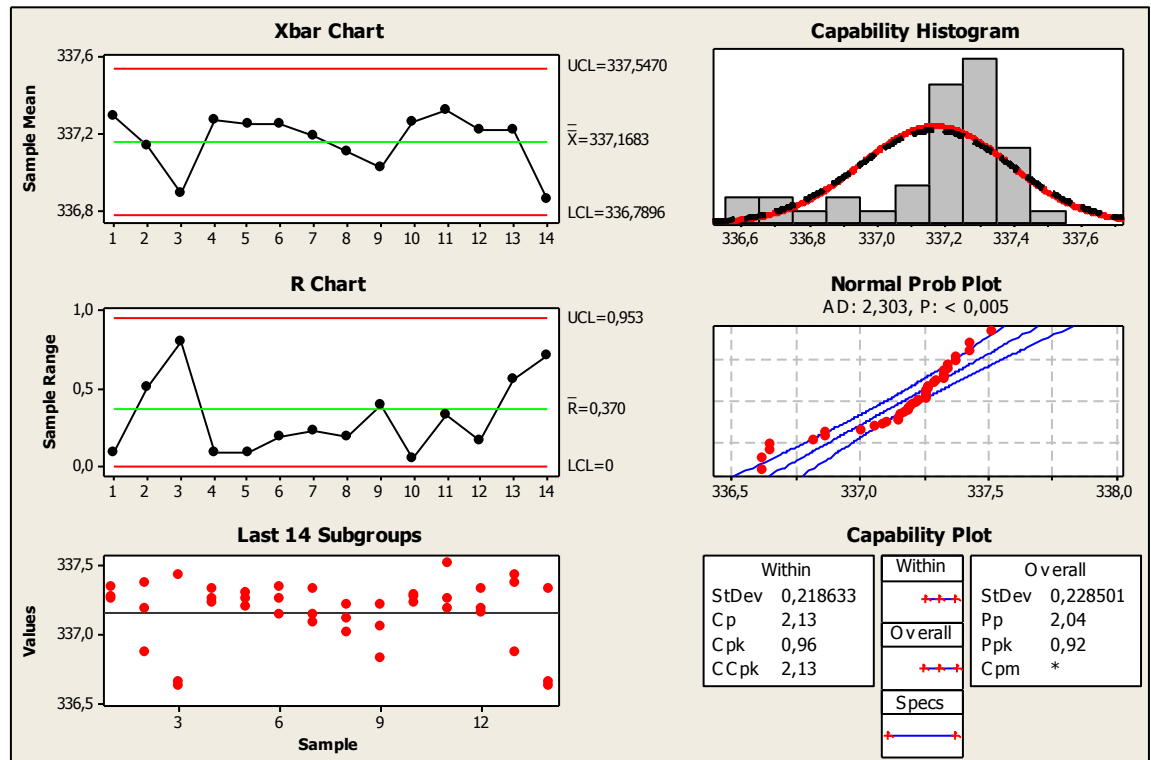 Xbar Chart
Sample Mean
337,6
337,2
336,8
UCL=337,5470
X=337,1683
LCL=336,7896
1 2 3 4 5 6 7 8 9 10 11 12 13 14
Capability Histogram
336,6 336,8 337,0 337,2 337,4 337,6
R Chart
Sample Range
1,0
0,5
0,0
UCL=0,953
R=0,370
LCL=0
1 2 3 4 5 6 7 8 9 10 11 12 13 14
Normal Prob Plot
AD: 2,303, P: < 0,005
336,5 337,0 337,5 338,0
Last 14 Subgroups
Values
337,5
337,0
336,5
3 6 9 12
Sample
Capability Plot
Within
StDev 0,218633
Cp 2,13
Cpk 0,96
CCpk 2,13
Within
Overall
Specs
Overall
StDev 0,228501
Pp 2,04
Ppk 0,92
Cpm *